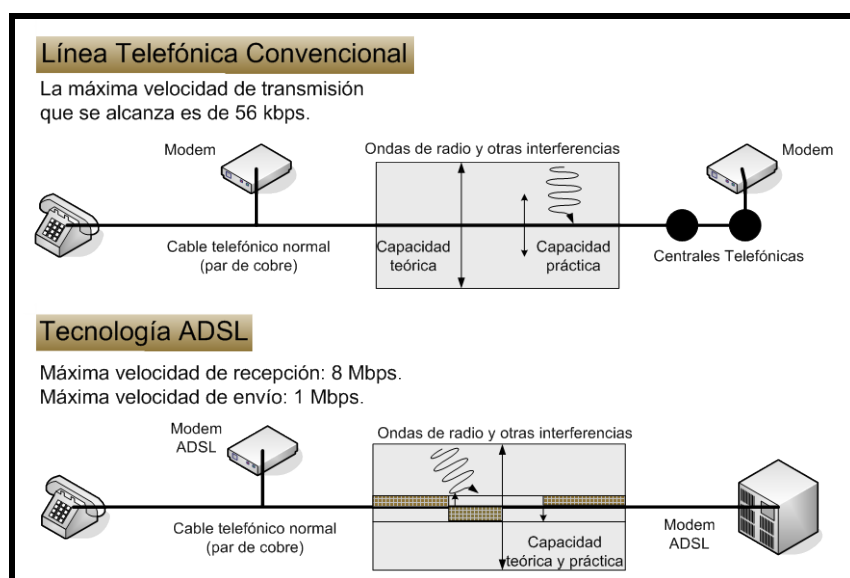 Línea Telefónica Convencional
La máxima velocidad de transmisión
que se alcanza es de 56 kbps.
Modem
Ondas de radio y otras interferencias
Modem
Cable telefónico normal
(par de cobre)
Capacidad
teórica
Capacidad
práctica
Centrales Telefónicas
Tecnología ADSL
Máxima velocidad de recepción: 8 Mbps.
Máxima velocidad de envío: 1 Mbps.
Modem
ADSL
Ondas de radio y otras interferencias
Cable telefónico normal
(par de cobre)
Capacidad
teórica y práctica
Modem
ADSL